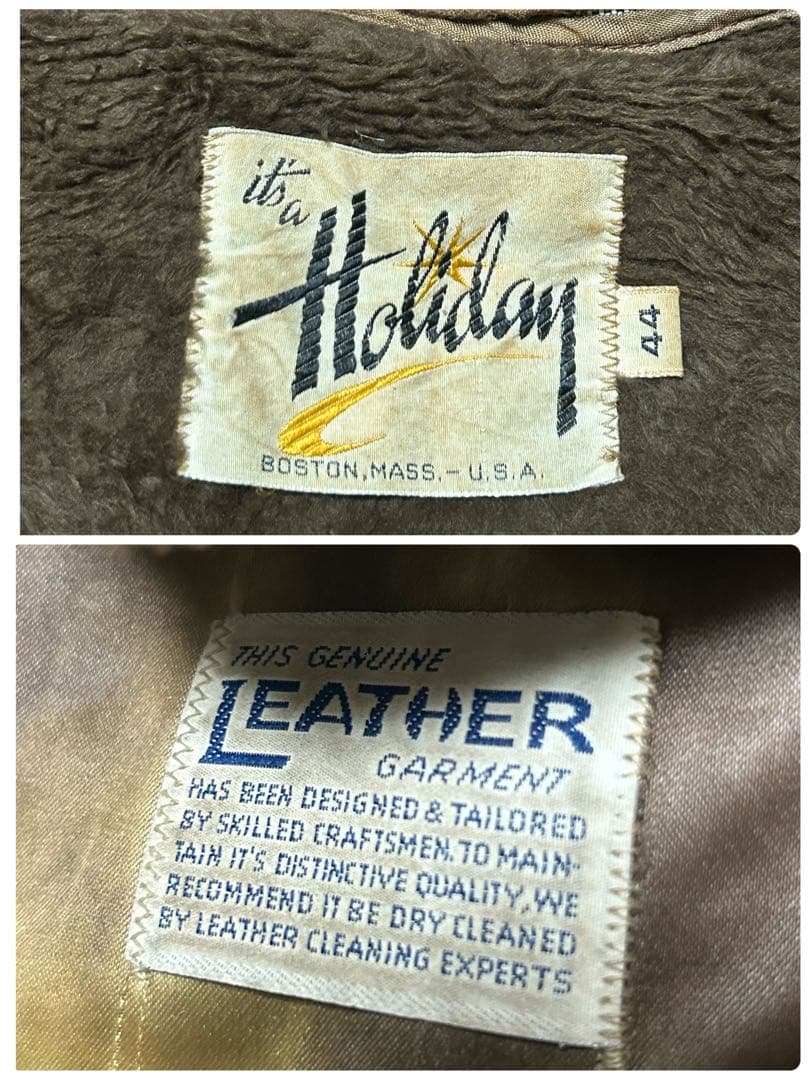 it's a
Holiday
BOSTON, MASS. - U.S.A.
44
THIS GENUINE
LEATHER
GARMENT
HAS BEEN DESIGNED & TAILORED
BY SKILLED CRAFTSMEN. TO MAIN-
TAIN IT'S DISTINCTIVE QUALITY, WE
RECOMMEND IT BE DRY CLEANED
BY LEATHER CLEANING EXPERTS